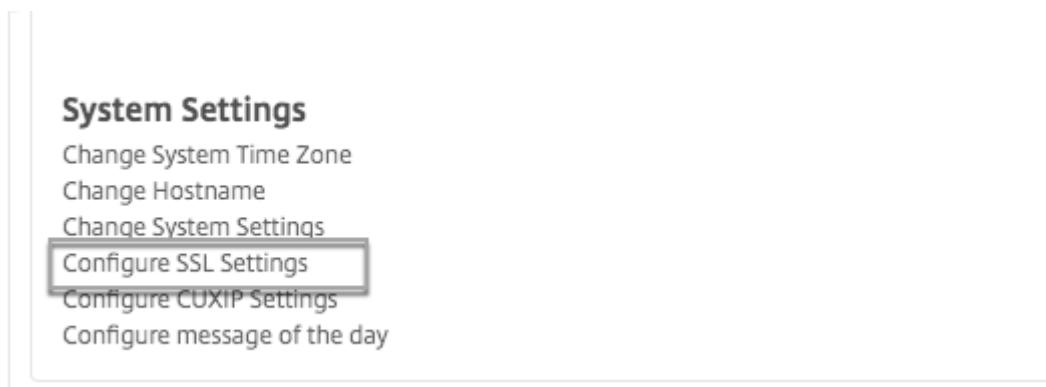 System Settings
Change System Time Zone
Change Hostname
Change System Settings
Configure SSL Settings
Configure CUXIP Settings
Configure message of the day